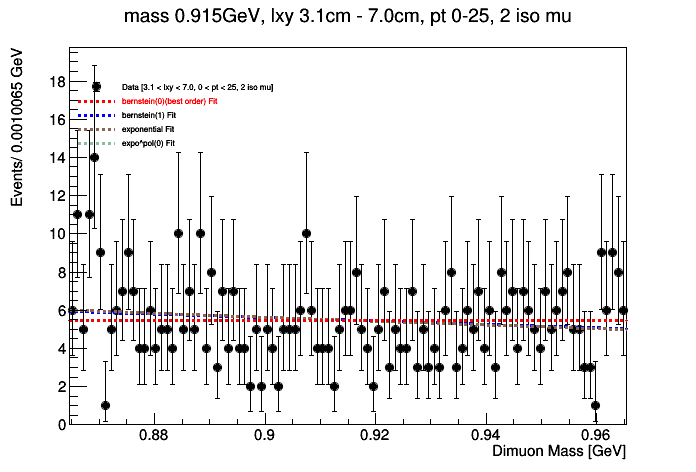 mass 0.915GeV, lxy 3.1cm - 7.0cm, pt 0-25, 2 iso mu
Events/ 0.0010065 GeV
Data [3.1 < lxy < 7.0, 0 < pt < 25, 2 iso mu]
bernstein(0)(best order) Fit
bernstein(1) Fit
exponential Fit
expo^pol(0) Fit
18
16
14
12
10
8
6
4
2
0
0.88 0.9 0.92 0.94 0.96
Dimuon Mass [GeV]